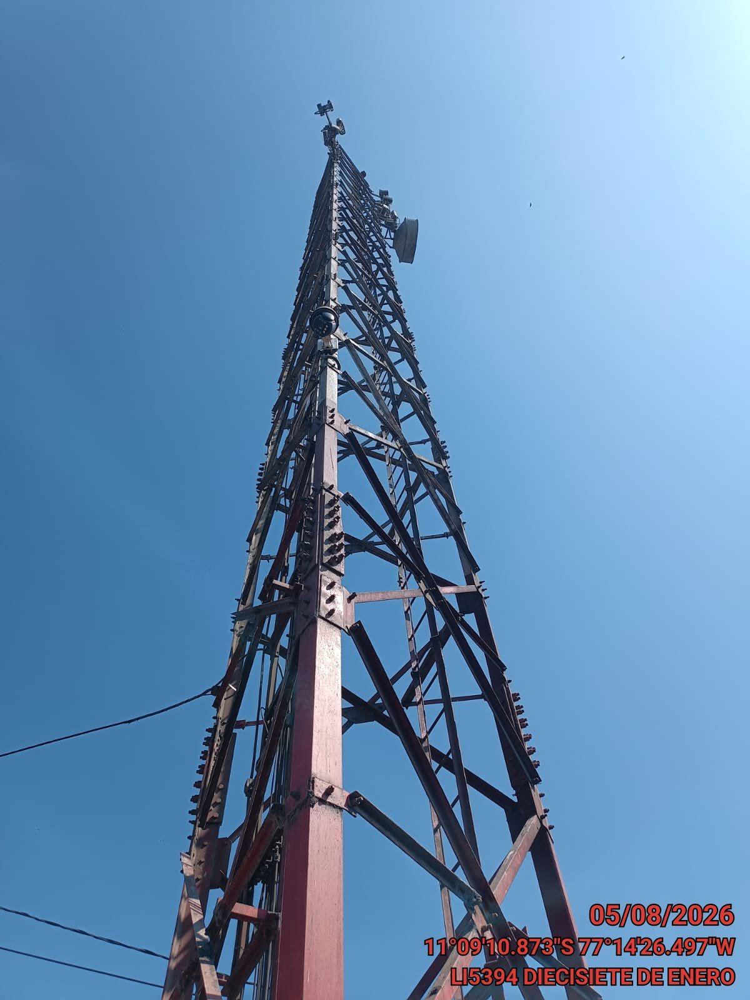 05/08/2026
11°09'10.873"S 77°14'26.497"W
LI5394 DIECISIETE DE ENERO